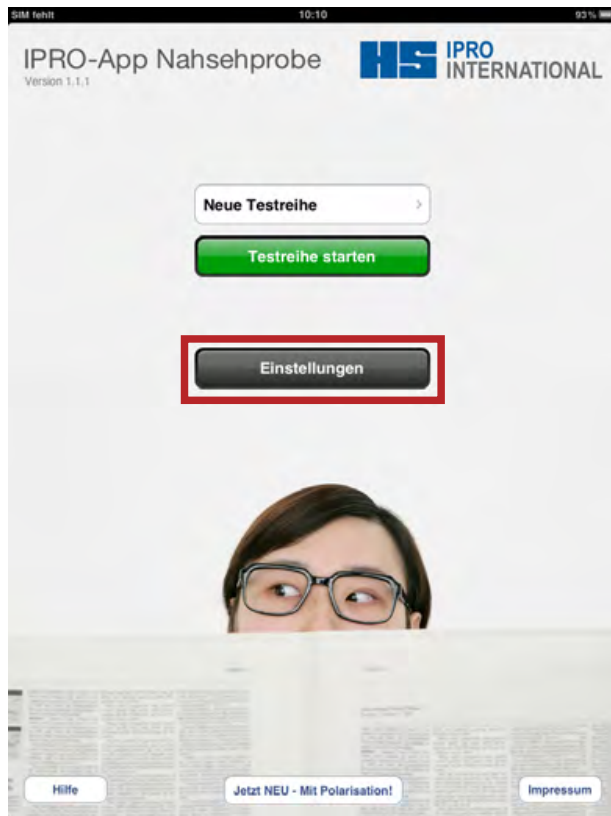 SIM fehlt 10:10 93%
IPRO-App Nahsehprobe
Version 1.1.1
HS IPRO
INTERNATIONAL
Neue Testreihe
Testreihe starten
Einstellungen
Hilfe
Jetzt NEU - Mit Polarisation!
Impressum